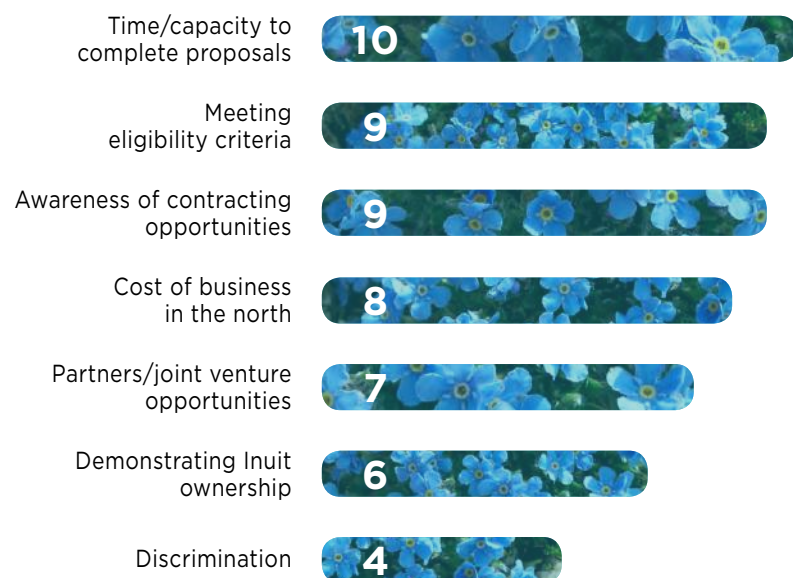 Time/capacity to
complete proposals
10
Meeting
eligibility criteria
9
Awareness of contracting
opportunities
9
Cost of business
in the north
8
Partners/joint venture
opportunities
7
Demonstrating Inuit
ownership
6
Discrimination
4